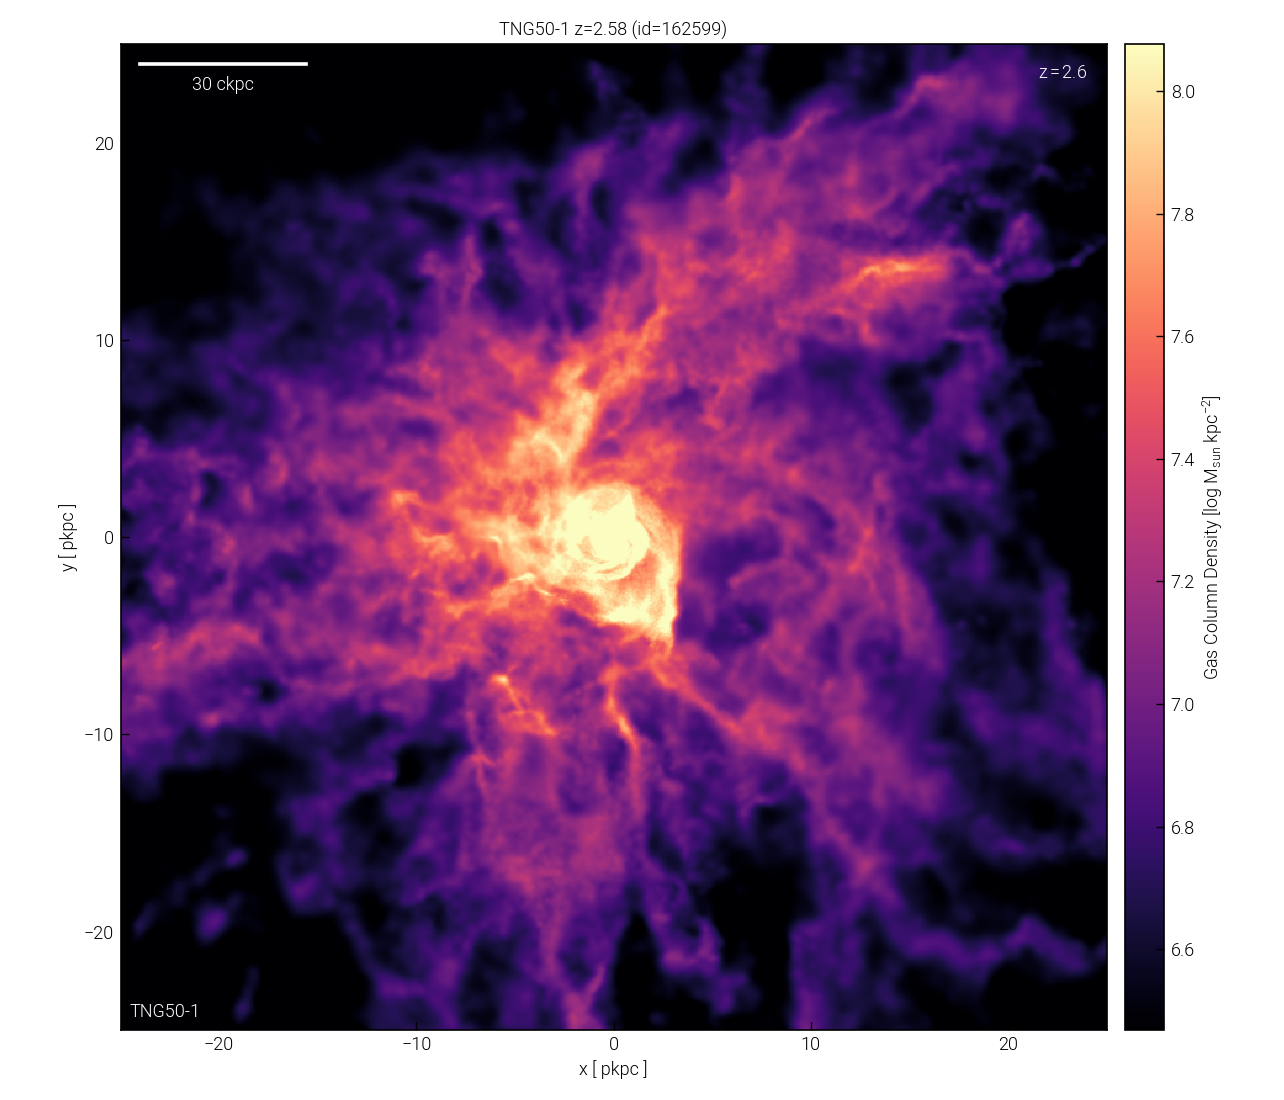 TNG50-1 z=2.58 (id=162599)
30 ckpc
z=2.6
TNG50-1
y [ pkpc ]
20
10
0
−10
−20
−20
−10
0
10
20
x [ pkpc ]
8.0
7.8
7.6
7.4
7.2
7.0
6.8
6.6
Gas Column Density [log M_sun kpc^−2]